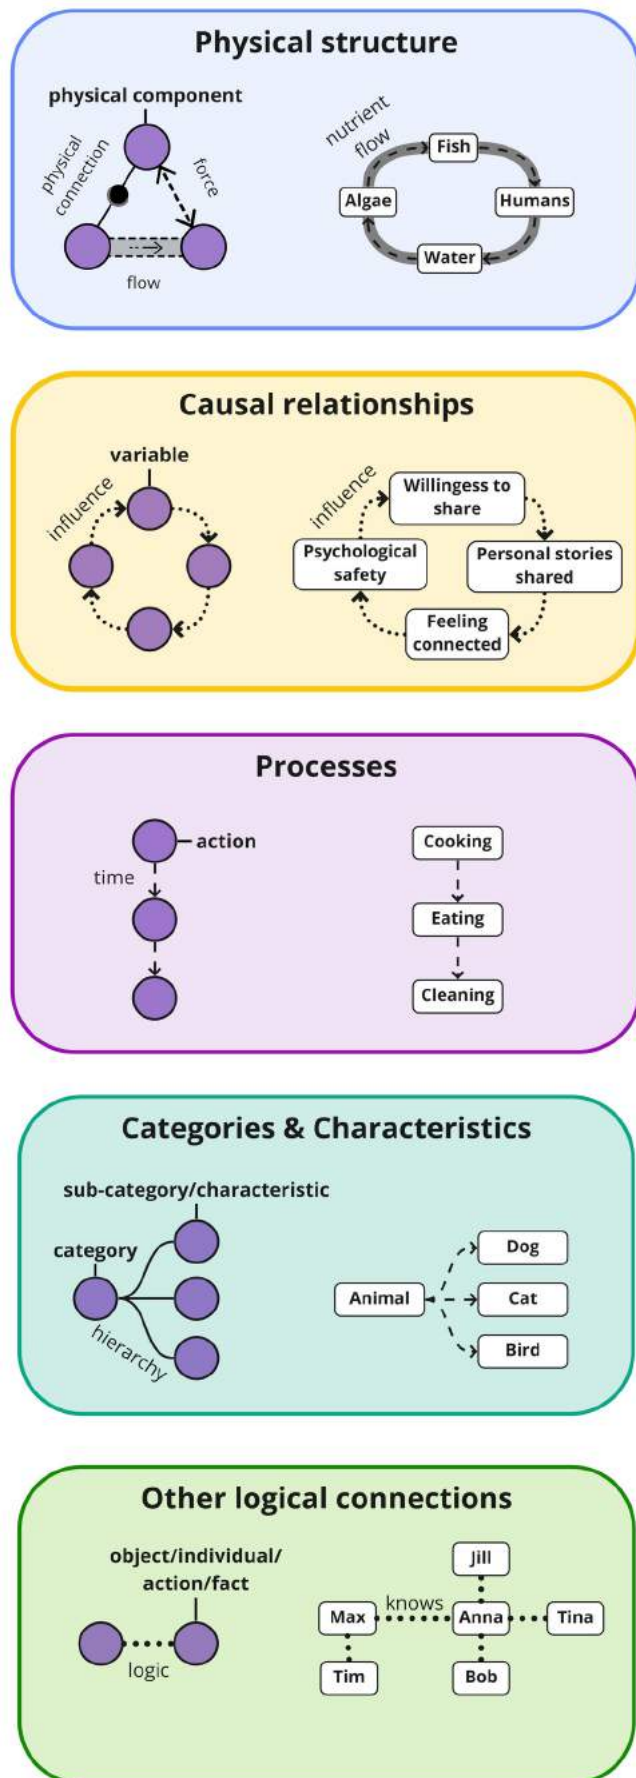 Physical structure
physical component
physical
connection
force
flow
nutrient
flow
Fish
Algae
Humans
Water
Causal relationships
variable
influence
influence
Willingess to
share
Psychological
safety
Personal stories
shared
Feeling
connected
Processes
action
time
Cooking
Eating
Cleaning
Categories & Characteristics
sub-category/characteristic
category
hierarchy
Animal
Dog
Cat
Bird
Other logical connections
object/individual/
action/fact
logic
Jill
knows
Max
Anna
Tina
Tim
Bob